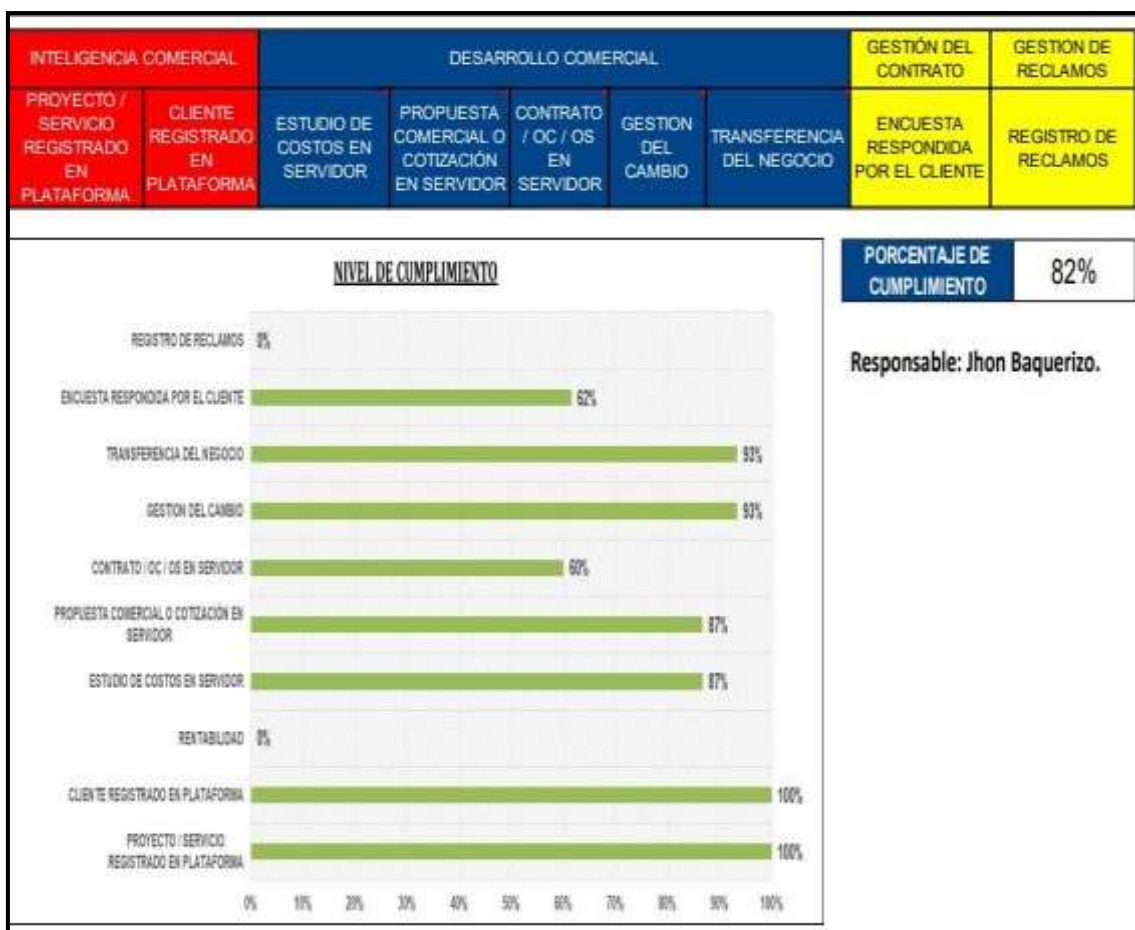 INTELIGENCIA COMERCIAL
DESARROLLO COMERCIAL
GESTIÓN DEL
CONTRATO
GESTION DE
RECLAMOS
PROYECTO /
SERVICIO
REGISTRADO
EN
PLATAFORMA
CLIENTE
REGISTRADO
EN
PLATAFORMA
ESTUDIO DE
COSTOS EN
SERVIDOR
PROPUESTA
COMERCIAL O
COTIZACIÓN
EN SERVIDOR
CONTRATO
/ OC / OS
EN
SERVIDOR
GESTION
DEL
CAMBIO
TRANSFERENCIA
DEL NEGOCIO
ENCUESTA
RESPONDIDA
POR EL CLIENTE
REGISTRO DE
RECLAMOS
NIVEL DE CUMPLIMIENTO
REGISTRO DE RECLAMOS 0%
ENCUESTA RESPONDIDA POR EL CLIENTE 62%
TRANSFERENCIA DEL NEGOCIO 93%
GESTION DEL CAMBIO 93%
CONTRATO / OC / OS EN SERVIDOR 60%
PROPUESTA COMERCIAL O COTIZACIÓN EN
SERVIDOR 87%
ESTUDIO DE COSTOS EN SERVIDOR 87%
RENTABILIDAD 0%
CLIENTE REGISTRADO EN PLATAFORMA 100%
PROYECTO / SERVICIO
REGISTRADO EN PLATAFORMA 100%
0% 10% 20% 30% 40% 50% 60% 70% 80% 90% 100%
PORCENTAJE DE
CUMPLIMIENTO
82%
Responsable: Jhon Baquerizo.